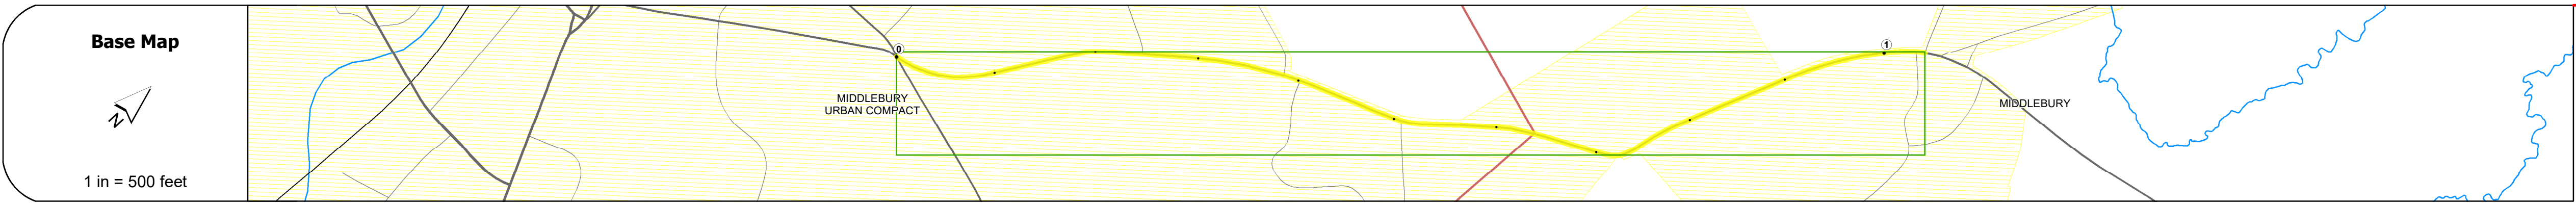 Base Map
N
1 in = 500 feet
0
MIDDLEBURY
URBAN COMPACT
1
MIDDLEBURY